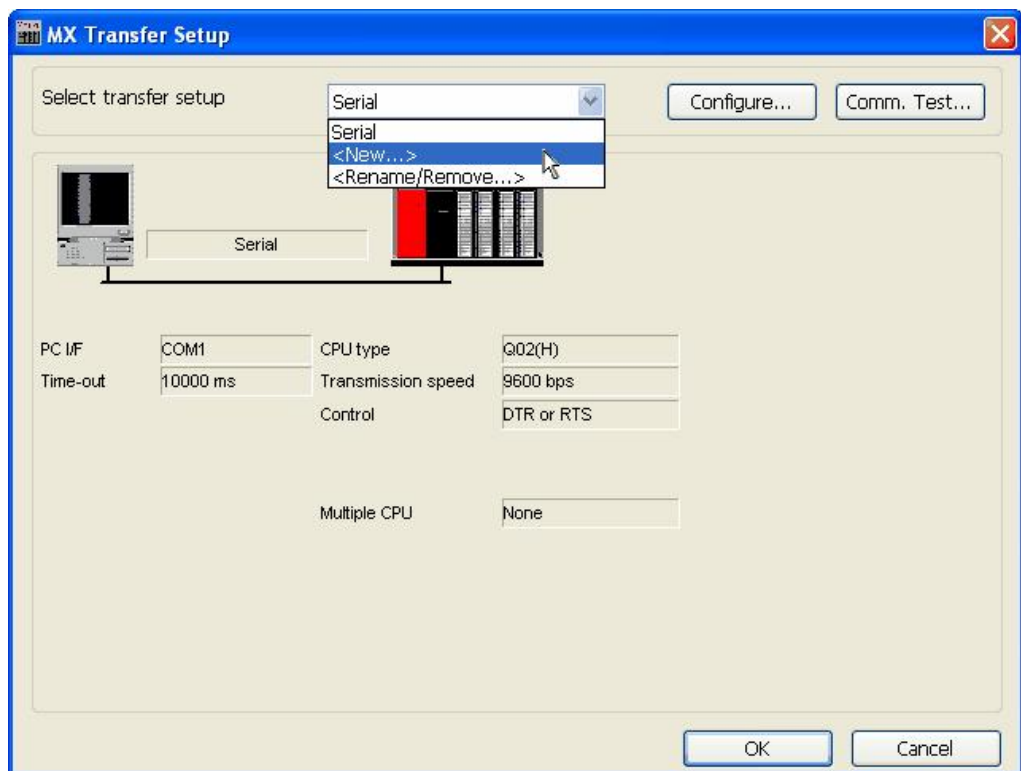 MX Transfer Setup
Select transfer setup
Serial
Configure...
Comm. Test...
Serial
<New...>
<Rename/Remove...>
Serial
PC I/F COM1 CPU type Q02(H)
Time-out 10000 ms Transmission speed 9600 bps
Control DTR or RTS
Multiple CPU None
OK Cancel